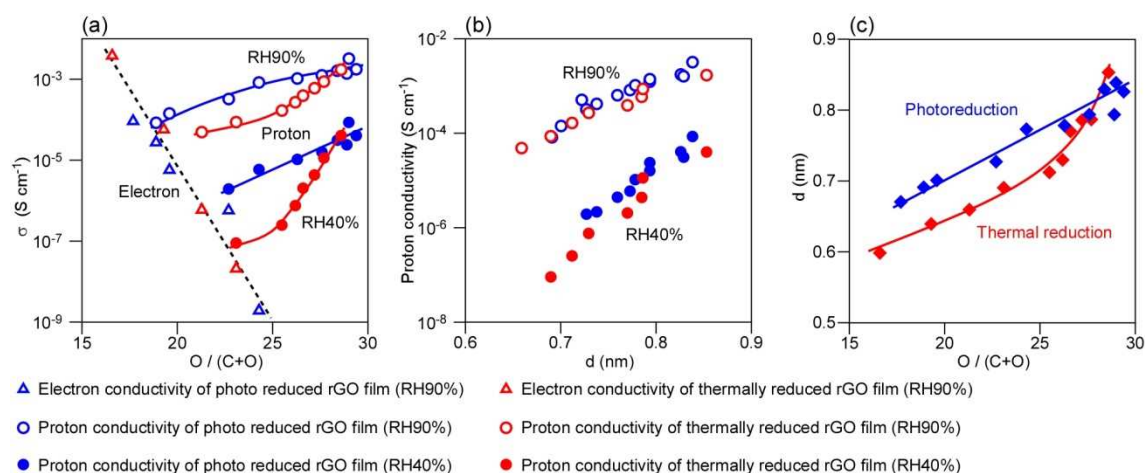 (a)
10⁻³
10⁻⁵
10⁻⁷
10⁻⁹
σ (S cm⁻¹)
RH90%
Proton
Electron
RH40%
15 20 25 30
O / (C+O)
(b)
10⁻²
10⁻⁴
10⁻⁶
10⁻⁸
Proton conductivity (S cm⁻¹)
RH90%
RH40%
0.6 0.7 0.8 0.9
d (nm)
(c)
0.9
0.8
0.7
0.6
0.5
d (nm)
Photoreduction
Thermal reduction
15 20 25 30
O / (C+O)
Electron conductivity of photo reduced rGO film (RH90%)
Electron conductivity of thermally reduced rGO film (RH90%)
Proton conductivity of photo reduced rGO film (RH90%)
Proton conductivity of thermally reduced rGO film (RH90%)
Proton conductivity of photo reduced rGO film (RH40%)
Proton conductivity of thermally reduced rGO film (RH40%)